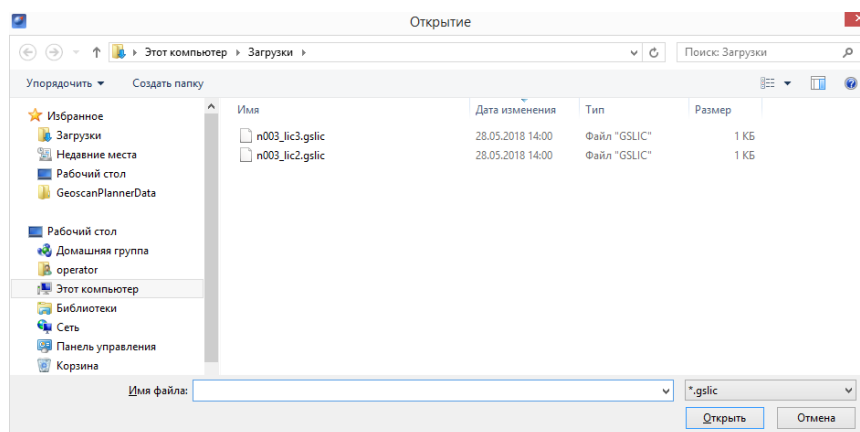 Открытие
Этот компьютер Загрузки
Поиск: Загрузки
Упорядочить Создать папку
Избранное
Загрузки
Недавние места
Рабочий стол
GeoscanPlannerData
Рабочий стол
Домашняя группа
operator
Этот компьютер
Библиотеки
Сеть
Панель управления
Корзина
Имя Дата изменения Тип Размер
n003_lic3.gslic 28.05.2018 14:00 Файл "GSLIC" 1 КБ
n003_lic2.gslic 28.05.2018 14:00 Файл "GSLIC" 1 КБ
Имя файла:
*.gslic
Открыть Отмена